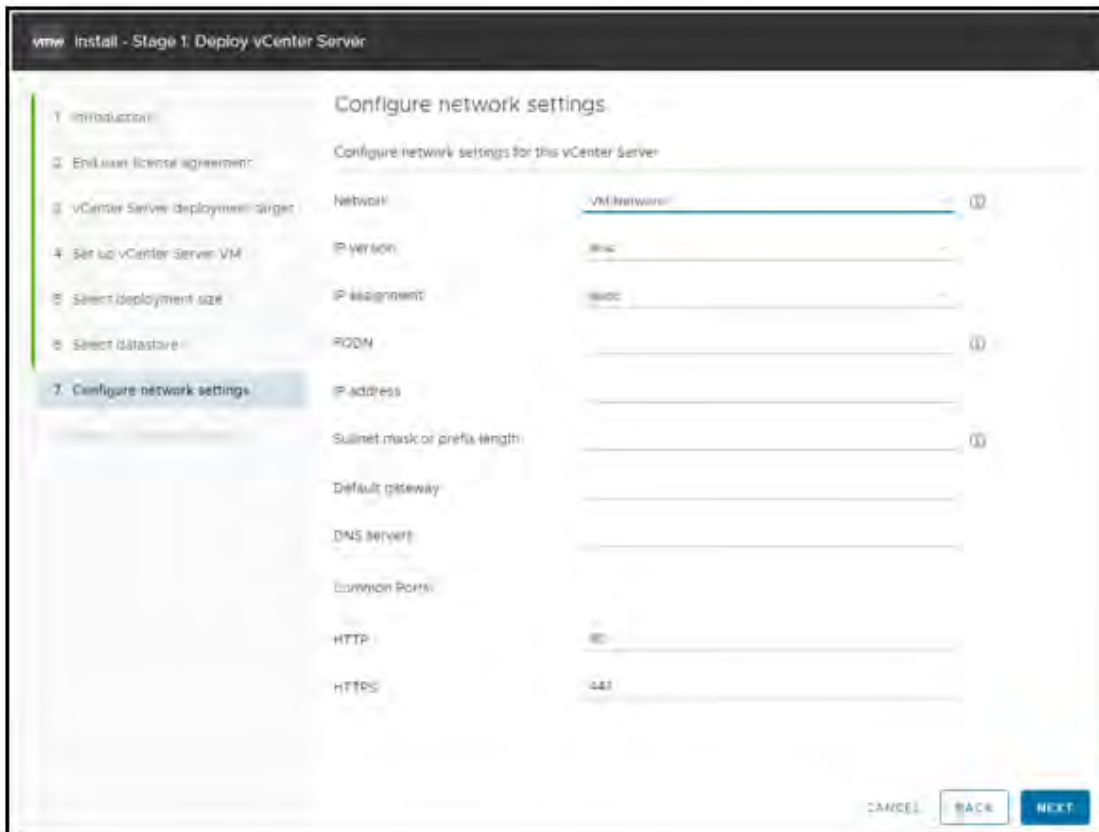 vmw Install - Stage 1: Deploy vCenter Server
1 Introduction
2 End user license agreement
3 vCenter Server deployment target
4 Set up vCenter Server VM
5 Select deployment size
6 Select datastore
7 Configure network settings
Configure network settings
Configure network settings for this vCenter Server
Network VM Network
IP version IPv4
IP assignment static
FQDN
IP address
Subnet mask or prefix length
Default gateway
DNS servers
Common Ports
HTTP 80
HTTPS 443
CANCEL BACK NEXT